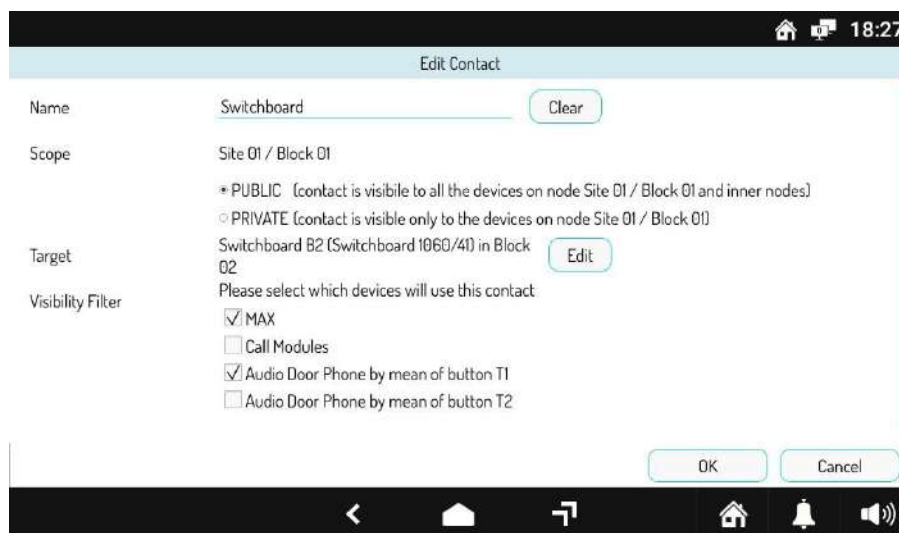 18:27
Edit Contact
Name Switchboard Clear
Scope Site 01 / Block 01
PUBLIC (contact is visibile to all the devices on node Site 01 / Block 01 and inner nodes)
PRIVATE (contact is visible only to the devices on node Site 01 / Block 01)
Target Switchboard B2 (Switchboard 1060/41) in Block
02 Edit
Visibility Filter Please select which devices will use this contact
MAX
Call Modules
Audio Door Phone by mean of button T1
Audio Door Phone by mean of button T2
OK Cancel